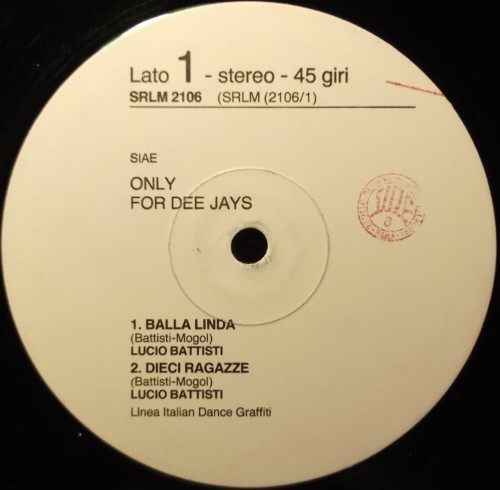 Lato 1 - stereo - 45 giri
SRLM 2106 (SRLM (2106/1)
SIAE
ONLY
FOR DEE JAYS
1. BALLA LINDA
(Battisti-Mogol)
LUCIO BATTISTI
2. DIECI RAGAZZE
(Battisti-Mogol)
LUCIO BATTISTI
Linea Italian Dance Graffiti